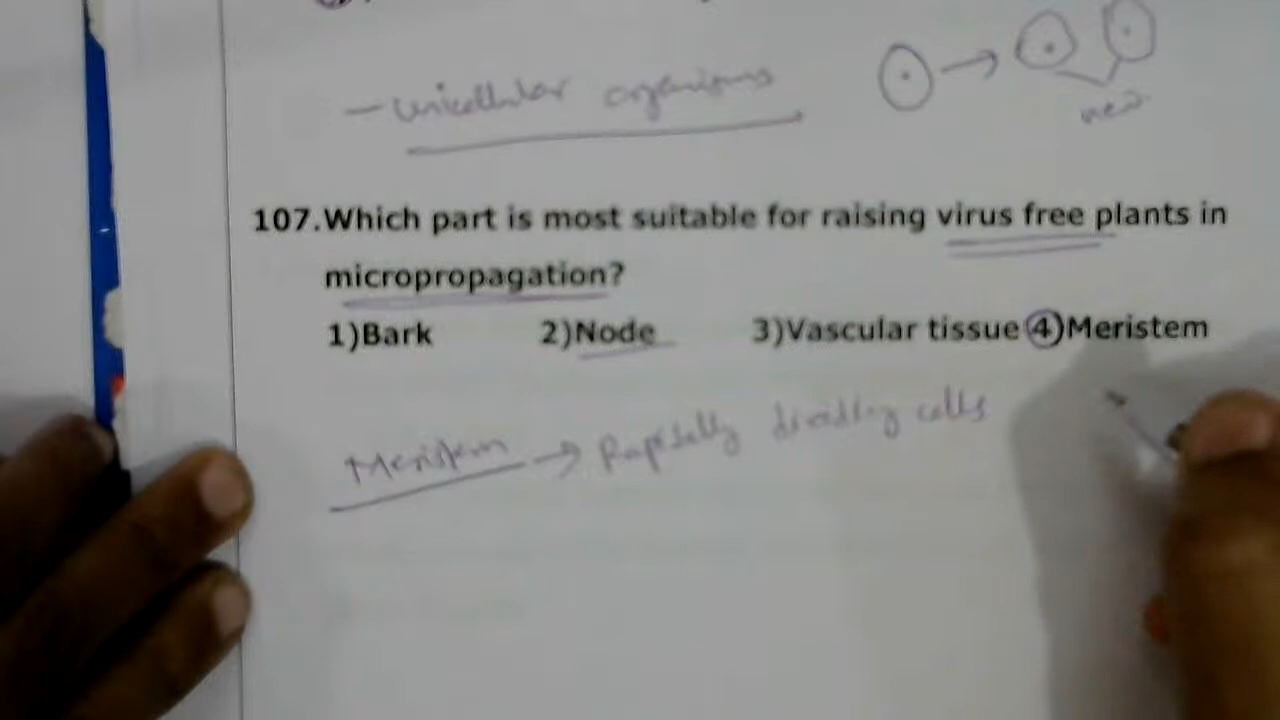 – Unicellular organisms
new
107.Which part is most suitable for raising virus free plants in
micropropagation?
1)Bark 2)Node 3)Vascular tissue 4)Meristem
Meristem → Rapidally dividing cells